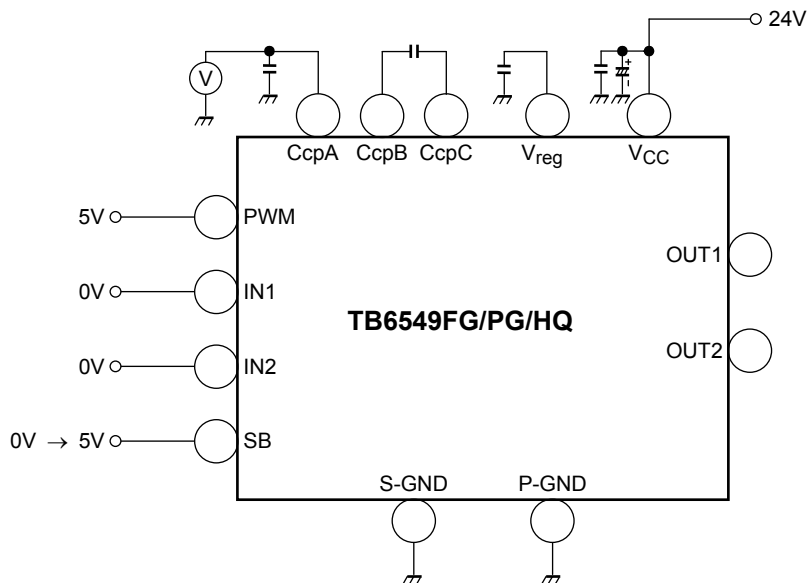 24V
V
CcpA CcpB CcpC Vreg VCC
5V PWM
OUT1
0V IN1
TB6549FG/PG/HQ
OUT2
0V IN2
0V → 5V SB
S-GND P-GND